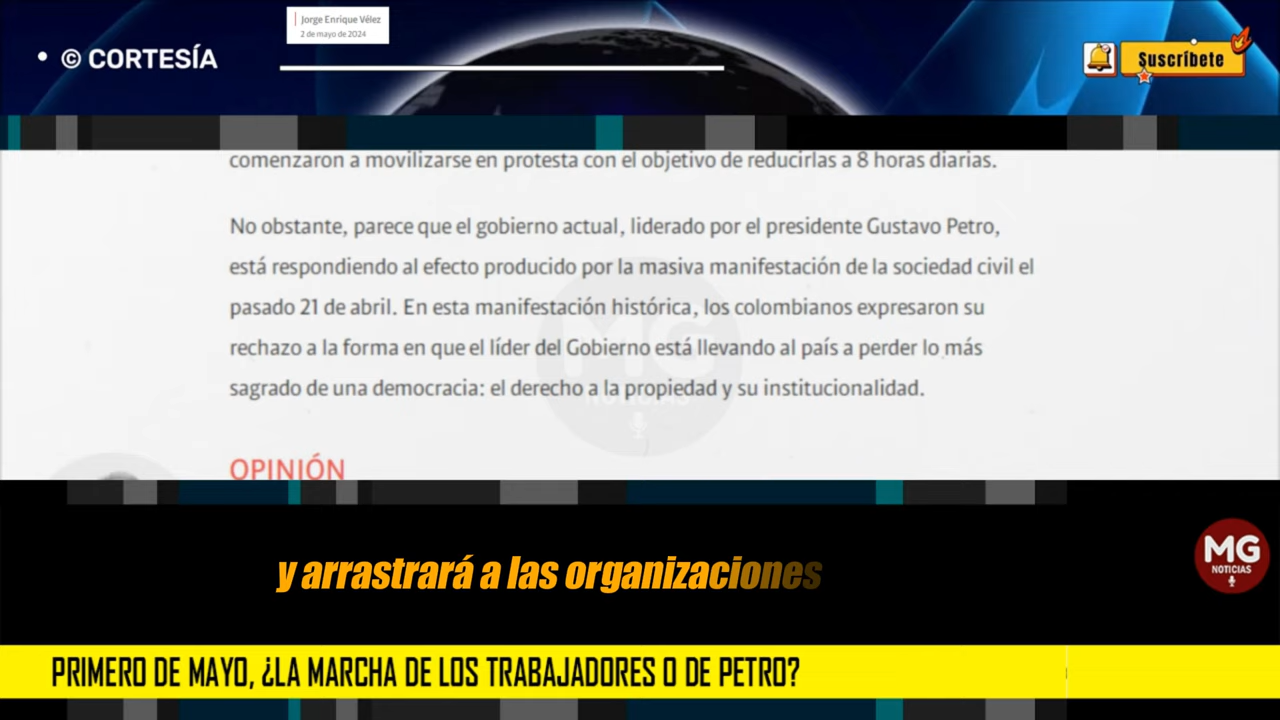 Jorge Enrique Vélez
2 de mayo de 2024
• © CORTESÍA
Suscríbete
comenzaron a movilizarse en protesta con el objetivo de reducirlas a 8 horas diarias.
No obstante, parece que el gobierno actual, liderado por el presidente Gustavo Petro,
está respondiendo al efecto producido por la masiva manifestación de la sociedad civil el
pasado 21 de abril. En esta manifestación histórica, los colombianos expresaron su
rechazo a la forma en que el líder del Gobierno está llevando al país a perder lo más
sagrado de una democracia: el derecho a la propiedad y su institucionalidad.
MG
NOTICIAS
OPINIÓN
y arrastrará a las organizaciones
MG
NOTICIAS
PRIMERO DE MAYO, ¿LA MARCHA DE LOS TRABAJADORES O DE PETRO?